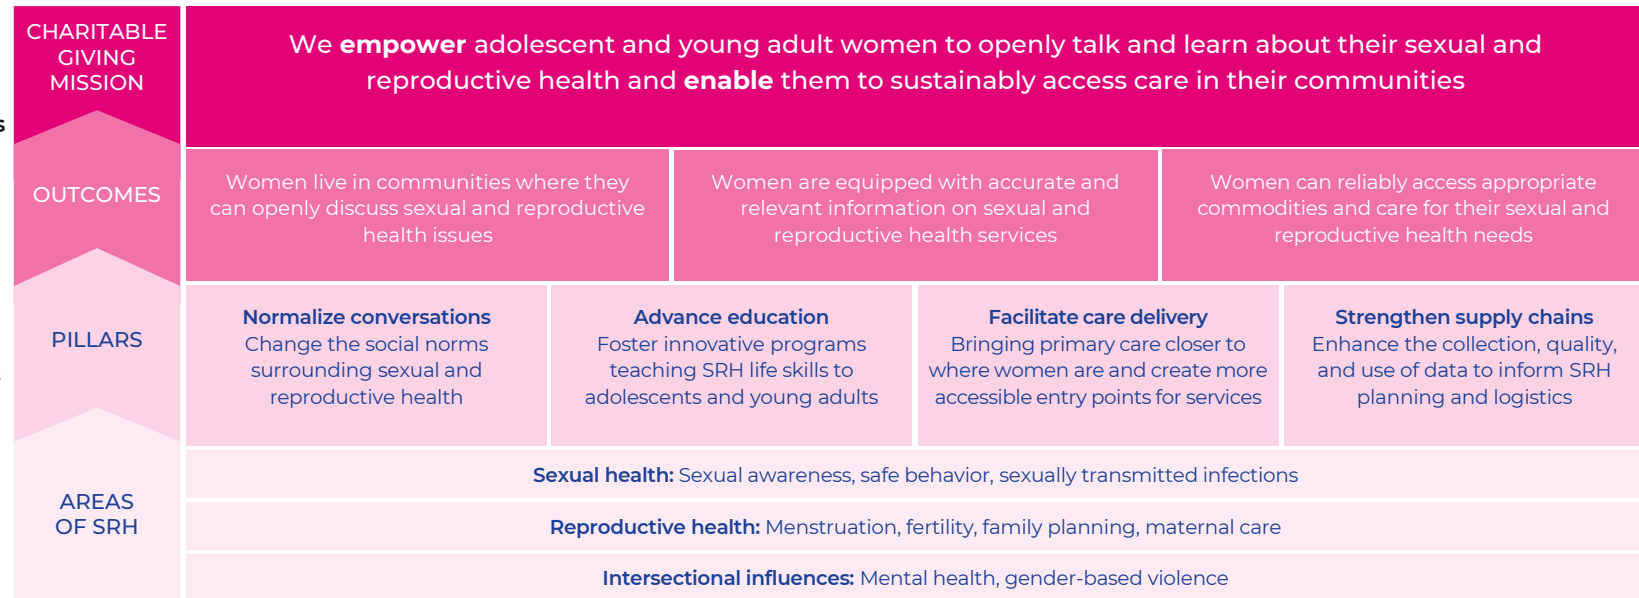 CHARITABLE
GIVING
MISSION
We empower adolescent and young adult women to openly talk and learn about their sexual and
reproductive health and enable them to sustainably access care in their communities
s
OUTCOMES
Women live in communities where they
can openly discuss sexual and reproductive
health issues
Women are equipped with accurate and
relevant information on sexual and
reproductive health services
Women can reliably access appropriate
commodities and care for their sexual and
reproductive health needs
PILLARS
Normalize conversations
Change the social norms
surrounding sexual and
reproductive health
Advance education
Foster innovative programs
teaching SRH life skills to
adolescents and young adults
Facilitate care delivery
Bringing primary care closer to
where women are and create more
accessible entry points for services
Strengthen supply chains
Enhance the collection, quality,
and use of data to inform SRH
planning and logistics
AREAS
OF SRH
Sexual health: Sexual awareness, safe behavior, sexually transmitted infections
Reproductive health: Menstruation, fertility, family planning, maternal care
Intersectional influences: Mental health, gender-based violence